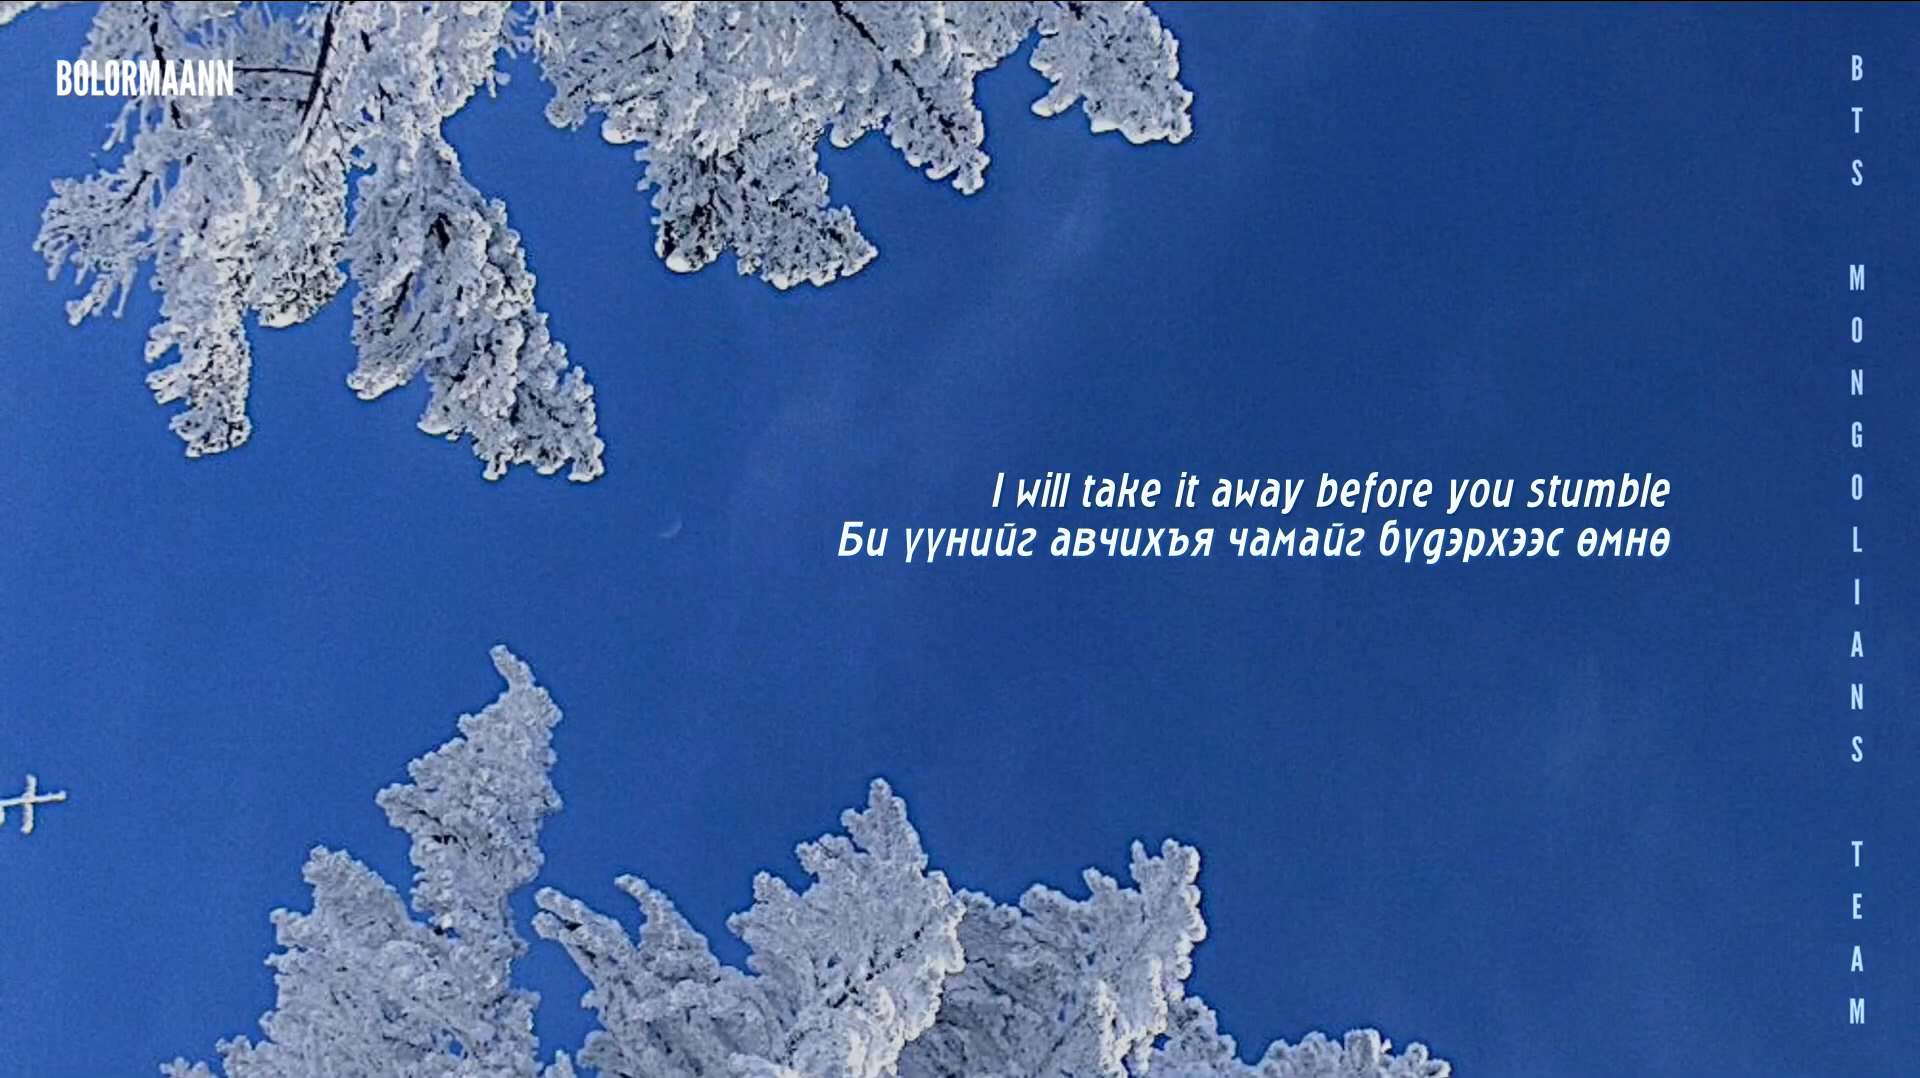 BOLORMAANN
I will take it away before you stumble
Би үүнийг авчихъя чамайг бүдэрхээс өмнө
BTS MONGOLIANS TEAM